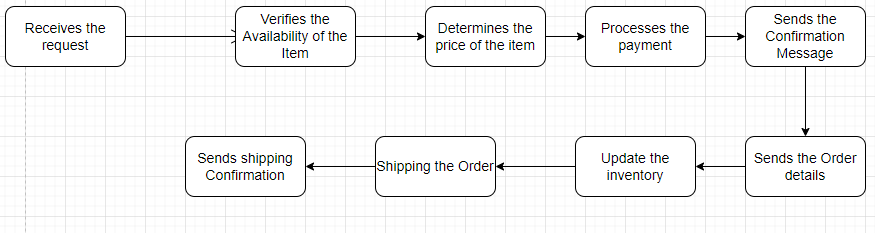 Receives the
request
Verifies the
Availability of the
Item
Determines the
price of the item
Processes the
payment
Sends the
Confirmation
Message
Sends the Order
details
Update the
inventory
Shipping the Order
Sends shipping
Confirmation